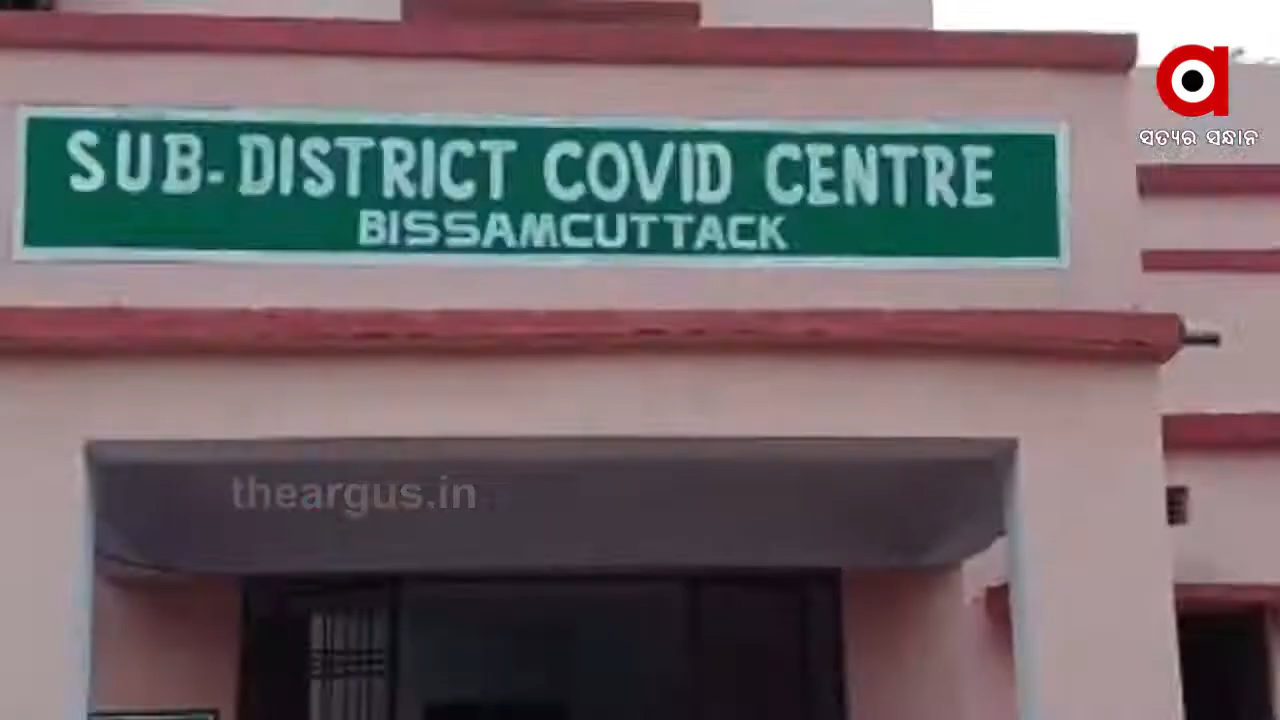 SUB-DISTRICT COVID CENTRE
BISSAMCUTTACK
ସତ୍ୟର ସନ୍ଧାନ
theargus.in